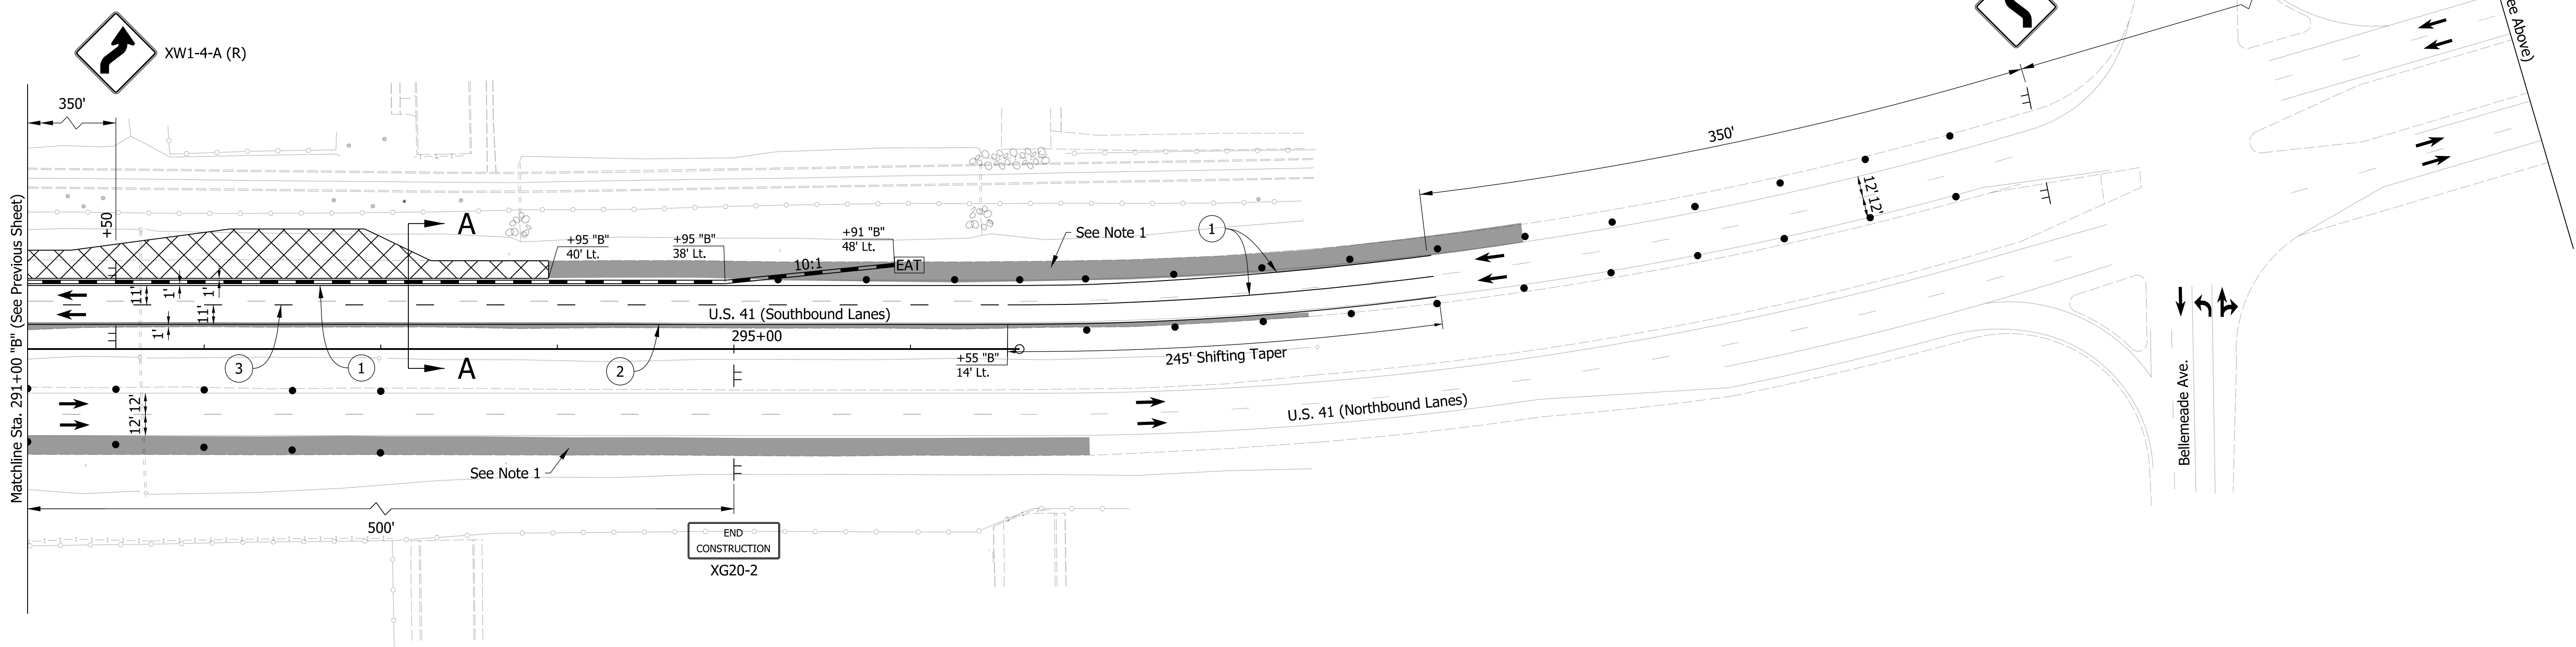 XW1-4-A (R)
350'
+50
Matchline Sta. 291+00 "B" (See Previous Sheet)
A
+95 "B"
40' Lt.
+95 "B"
38' Lt.
+91 "B"
48' Lt.
10:1
EAT
See Note 1
1
350'
12'
12'
See Above)
11'
1'
1'
11'
1'
U.S. 41 (Southbound Lanes)
295+00
3
1
A
2
+55 "B"
14' Lt.
245' Shifting Taper
12'
12'
U.S. 41 (Northbound Lanes)
Bellemeade Ave.
See Note 1
500'
END
CONSTRUCTION
XG20-2